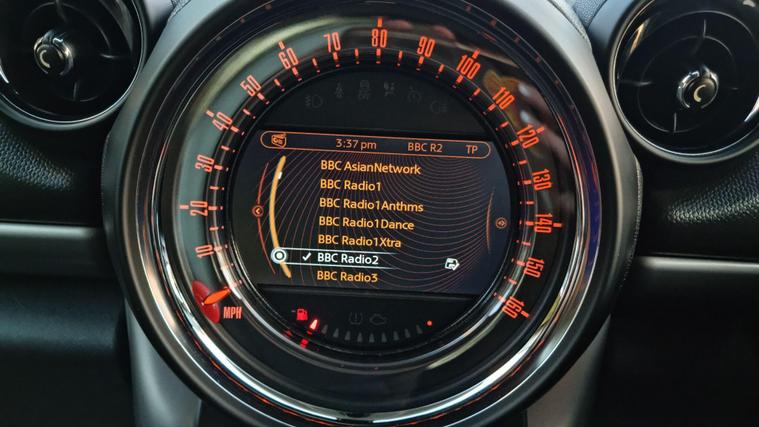 10
20
30
40
50
60
70
80
90
100
110
120
130
140
150
160
MPH
3:37 pm BBC R2 TP
BBC AsianNetwork
BBC Radio1
BBC Radio1Anthms
BBC Radio1Dance
BBC Radio1Xtra
BBC Radio2
BBC Radio3